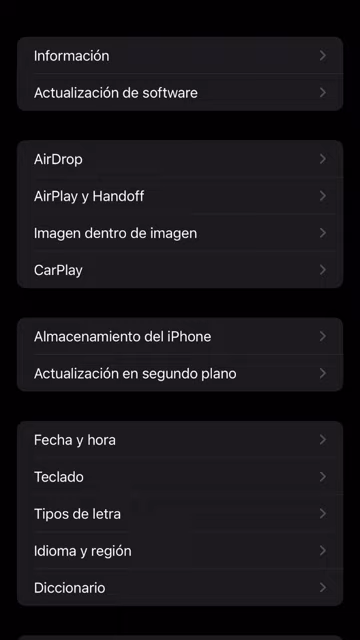 Información
Actualización de software
AirDrop
AirPlay y Handoff
Imagen dentro de imagen
CarPlay
Almacenamiento del iPhone
Actualización en segundo plano
Fecha y hora
Teclado
Tipos de letra
Idioma y región
Diccionario